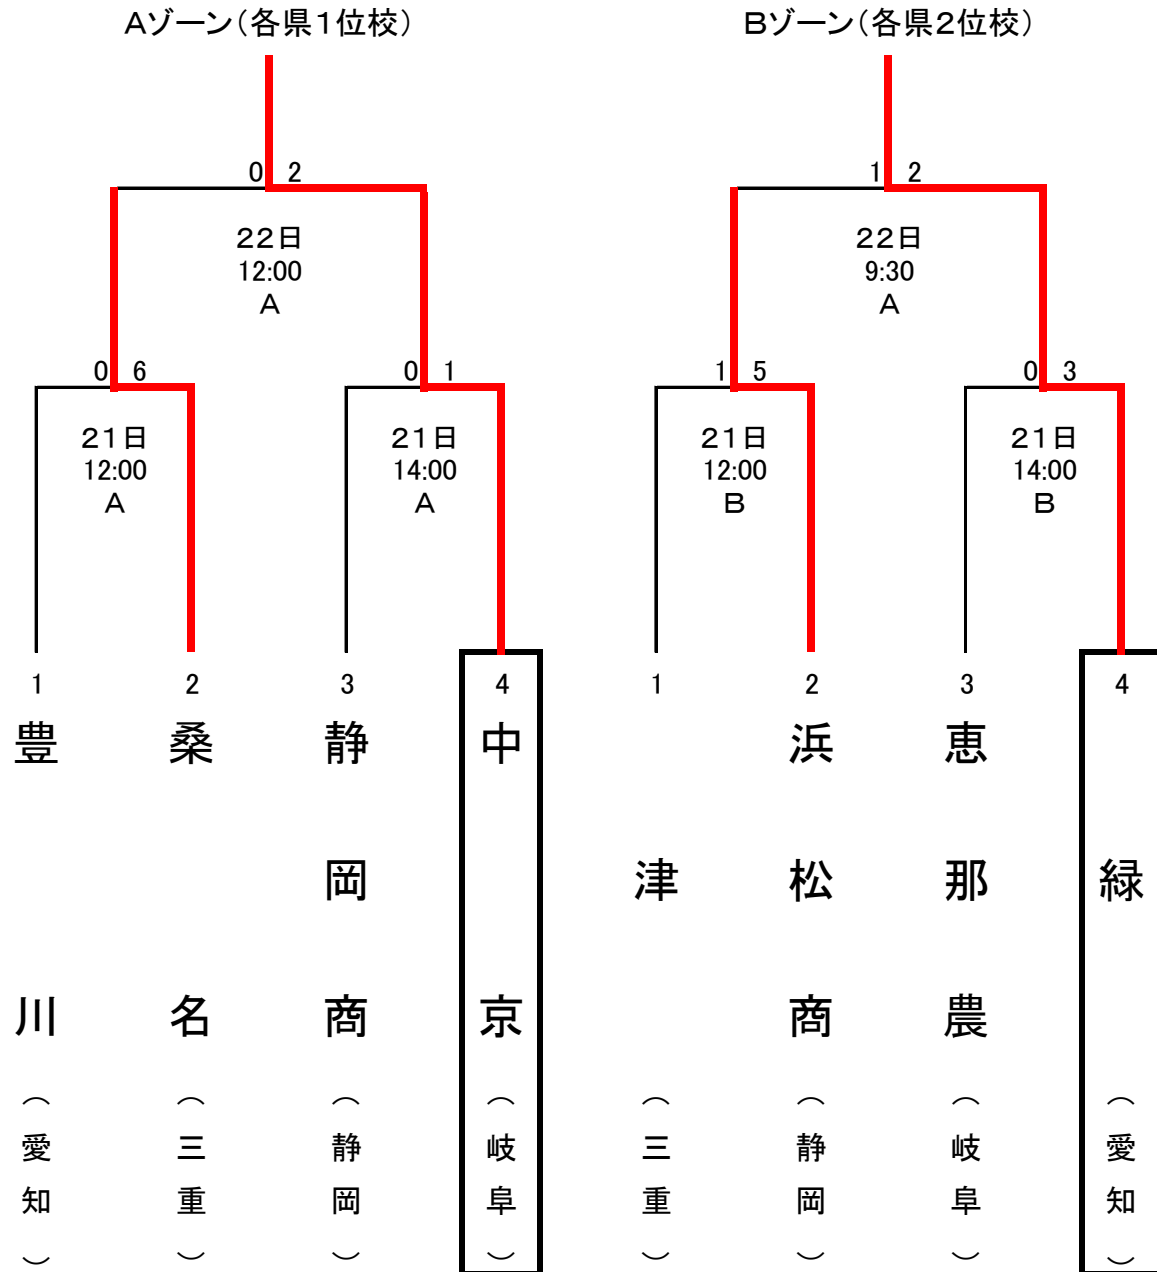 Aゾーン（各県１位校）
Bゾーン（各県２位校）
0 2
1 2
22日
12:00
A
22日
9:30
A
0 6
0 1
1 5
0 3
21日
12:00
A
21日
14:00
A
21日
12:00
B
21日
14:00
B
1
2
3
4
1
2
3
4
豊川（愛知）
桑名（三重）
静岡商（静岡）
中京（岐阜）
津（三重）
浜松商（静岡）
恵那農（岐阜）
緑（愛知）